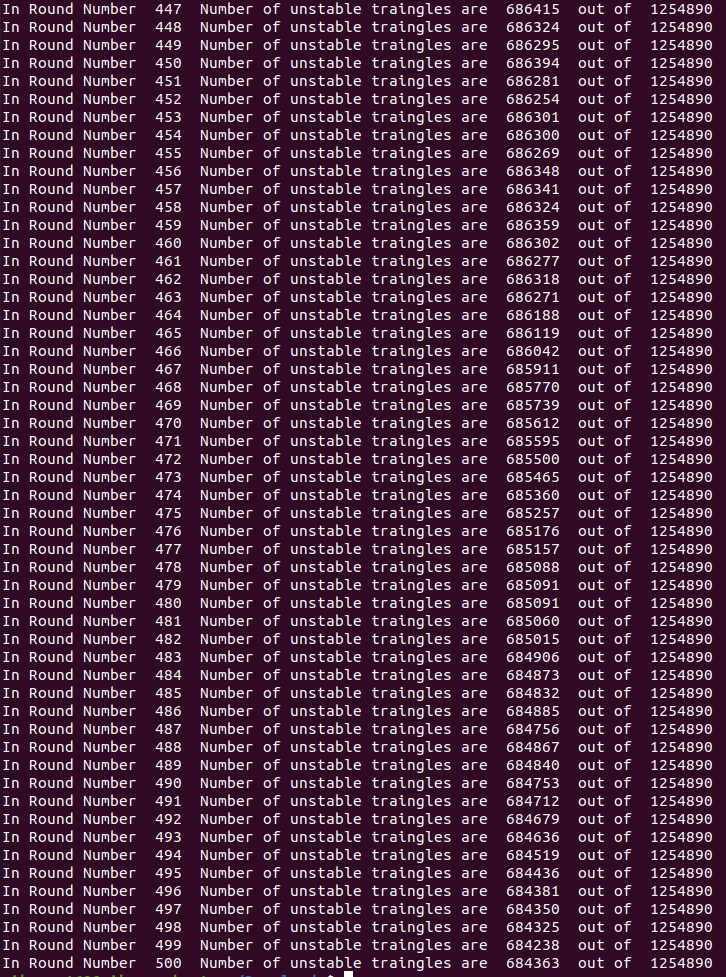 In Round Number 447 Number of unstable traingles are 686415 out of 1254890
In Round Number 448 Number of unstable traingles are 686324 out of 1254890
In Round Number 449 Number of unstable traingles are 686295 out of 1254890
In Round Number 450 Number of unstable traingles are 686394 out of 1254890
In Round Number 451 Number of unstable traingles are 686281 out of 1254890
In Round Number 452 Number of unstable traingles are 686254 out of 1254890
In Round Number 453 Number of unstable traingles are 686301 out of 1254890
In Round Number 454 Number of unstable traingles are 686300 out of 1254890
In Round Number 455 Number of unstable traingles are 686269 out of 1254890
In Round Number 456 Number of unstable traingles are 686348 out of 1254890
In Round Number 457 Number of unstable traingles are 686341 out of 1254890
In Round Number 458 Number of unstable traingles are 686324 out of 1254890
In Round Number 459 Number of unstable traingles are 686359 out of 1254890
In Round Number 460 Number of unstable traingles are 686302 out of 1254890
In Round Number 461 Number of unstable traingles are 686277 out of 1254890
In Round Number 462 Number of unstable traingles are 686318 out of 1254890
In Round Number 463 Number of unstable traingles are 686271 out of 1254890
In Round Number 464 Number of unstable traingles are 686188 out of 1254890
In Round Number 465 Number of unstable traingles are 686119 out of 1254890
In Round Number 466 Number of unstable traingles are 686042 out of 1254890
In Round Number 467 Number of unstable traingles are 685911 out of 1254890
In Round Number 468 Number of unstable traingles are 685770 out of 1254890
In Round Number 469 Number of unstable traingles are 685739 out of 1254890
In Round Number 470 Number of unstable traingles are 685612 out of 1254890
In Round Number 471 Number of unstable traingles are 685595 out of 1254890
In Round Number 472 Number of unstable traingles are 685500 out of 1254890
In Round Number 473 Number of unstable traingles are 685465 out of 1254890
In Round Number 474 Number of unstable traingles are 685360 out of 1254890
In Round Number 475 Number of unstable traingles are 685257 out of 1254890
In Round Number 476 Number of unstable traingles are 685176 out of 1254890
In Round Number 477 Number of unstable traingles are 685157 out of 1254890
In Round Number 478 Number of unstable traingles are 685088 out of 1254890
In Round Number 479 Number of unstable traingles are 685091 out of 1254890
In Round Number 480 Number of unstable traingles are 685091 out of 1254890
In Round Number 481 Number of unstable traingles are 685060 out of 1254890
In Round Number 482 Number of unstable traingles are 685015 out of 1254890
In Round Number 483 Number of unstable traingles are 684906 out of 1254890
In Round Number 484 Number of unstable traingles are 684873 out of 1254890
In Round Number 485 Number of unstable traingles are 684832 out of 1254890
In Round Number 486 Number of unstable traingles are 684885 out of 1254890
In Round Number 487 Number of unstable traingles are 684756 out of 1254890
In Round Number 488 Number of unstable traingles are 684867 out of 1254890
In Round Number 489 Number of unstable traingles are 684840 out of 1254890
In Round Number 490 Number of unstable traingles are 684753 out of 1254890
In Round Number 491 Number of unstable traingles are 684712 out of 1254890
In Round Number 492 Number of unstable traingles are 684679 out of 1254890
In Round Number 493 Number of unstable traingles are 684636 out of 1254890
In Round Number 494 Number of unstable traingles are 684519 out of 1254890
In Round Number 495 Number of unstable traingles are 684436 out of 1254890
In Round Number 496 Number of unstable traingles are 684381 out of 1254890
In Round Number 497 Number of unstable traingles are 684350 out of 1254890
In Round Number 498 Number of unstable traingles are 684325 out of 1254890
In Round Number 499 Number of unstable traingles are 684238 out of 1254890
In Round Number 500 Number of unstable traingles are 684363 out of 1254890